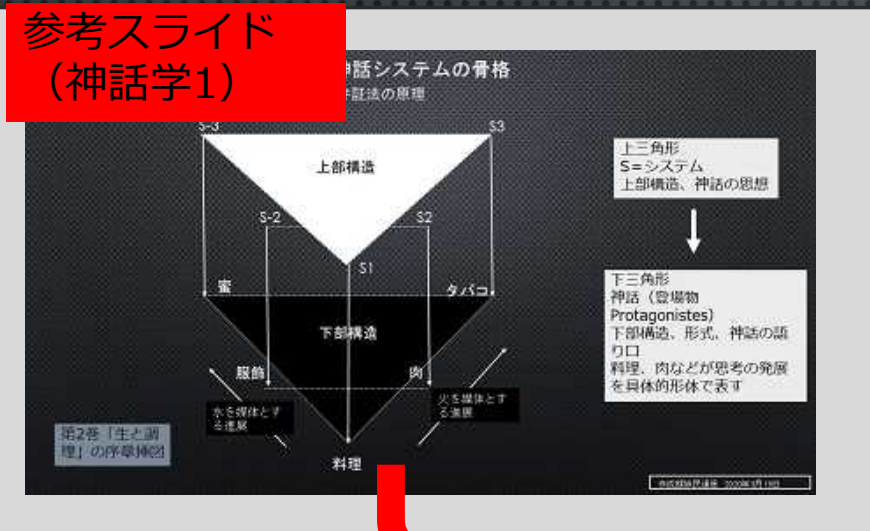 参考スライド
（神話学1）
話システムの骨格
証法の原理
S-3
S3
上部構造
S-2
S2
S1
蜜
タバコ
下部構造
服飾
肉
水を媒体とす
る進展
火を媒体とす
る進展
料理
第2巻「生と調
理」の序章挿図
上三角形
S=システム
上部構造、神話の思想
下三角形
神話（登場物
Protagonistes）
下部構造、形式、神話の語
り口
料理、肉などが思考の発展
を具体的形体で表す